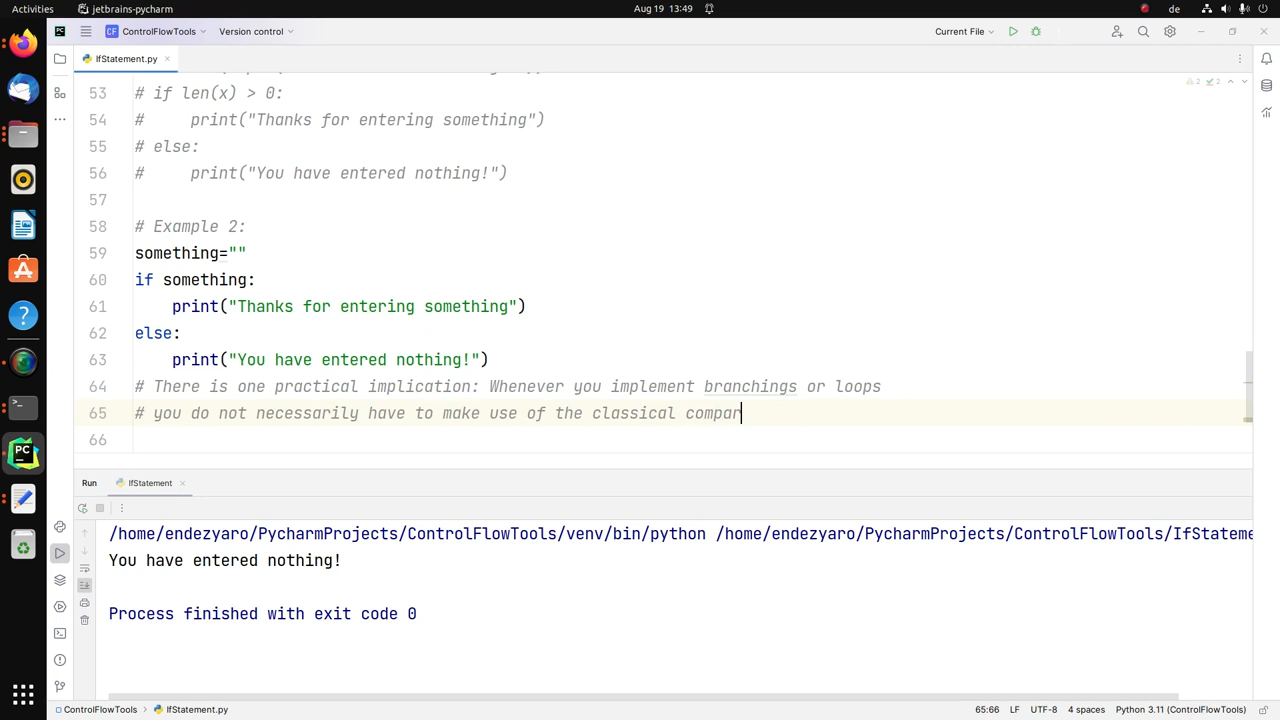 Activities
jetbrains-pycharm
Aug 19 13:49
de
CF
ControlFlowTools
Version control
Current File
IfStatement.py
2
2
53 # if len(x) > 0:
54 #     print("Thanks for entering something")
55 # else:
56 #     print("You have entered nothing!")
57
58 # Example 2:
59 something=""
60 if something:
61     print("Thanks for entering something")
62 else:
63     print("You have entered nothing!")
64 # There is one practical implication: Whenever you implement branchings or loops
65 # you do not necessarily have to make use of the classical compar
66
Run
IfStatement
/home/endezyaro/PycharmProjects/ControlFlowTools/venv/bin/python /home/endezyaro/PycharmProjects/ControlFlowTools/IfStateme
You have entered nothing!
Process finished with exit code 0
ControlFlowTools
IfStatement.py
65:66
LF
UTF-8
4 spaces
Python 3.11 (ControlFlowTools)